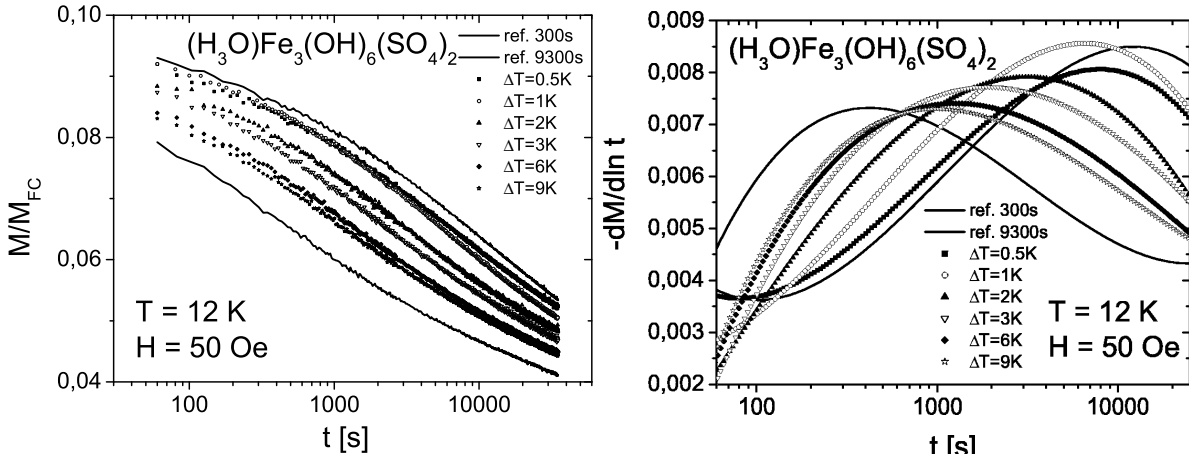 (H3O)Fe3(OH)6(SO4)2
ref. 300s
ref. 9300s
ΔT=0.5K
ΔT=1K
ΔT=2K
ΔT=3K
ΔT=6K
ΔT=9K
T = 12 K
H = 50 Oe
0,10
0,08
0,06
0,04
M/MFC
100
1000
10000
t [s]
(H3O)Fe3(OH)6(SO4)2
ref. 300s
ref. 9300s
ΔT=0.5K
ΔT=1K
ΔT=2K
ΔT=3K
ΔT=6K
ΔT=9K
T = 12 K
H = 50 Oe
0,009
0,008
0,007
0,006
0,005
0,004
0,003
0,002
-dM/dln t
100
1000
10000
t [s]